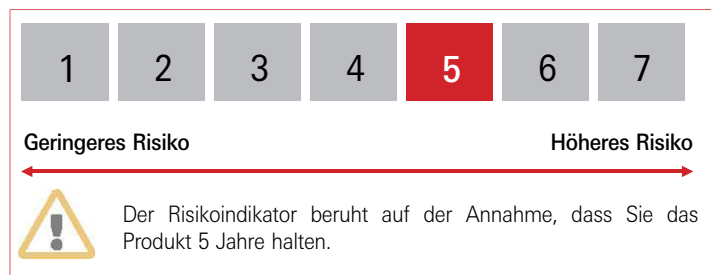 1 2 3 4 5 6 7
Geringeres Risiko Höheres Risiko
Der Risikoindikator beruht auf der Annahme, dass Sie das
Produkt 5 Jahre halten.